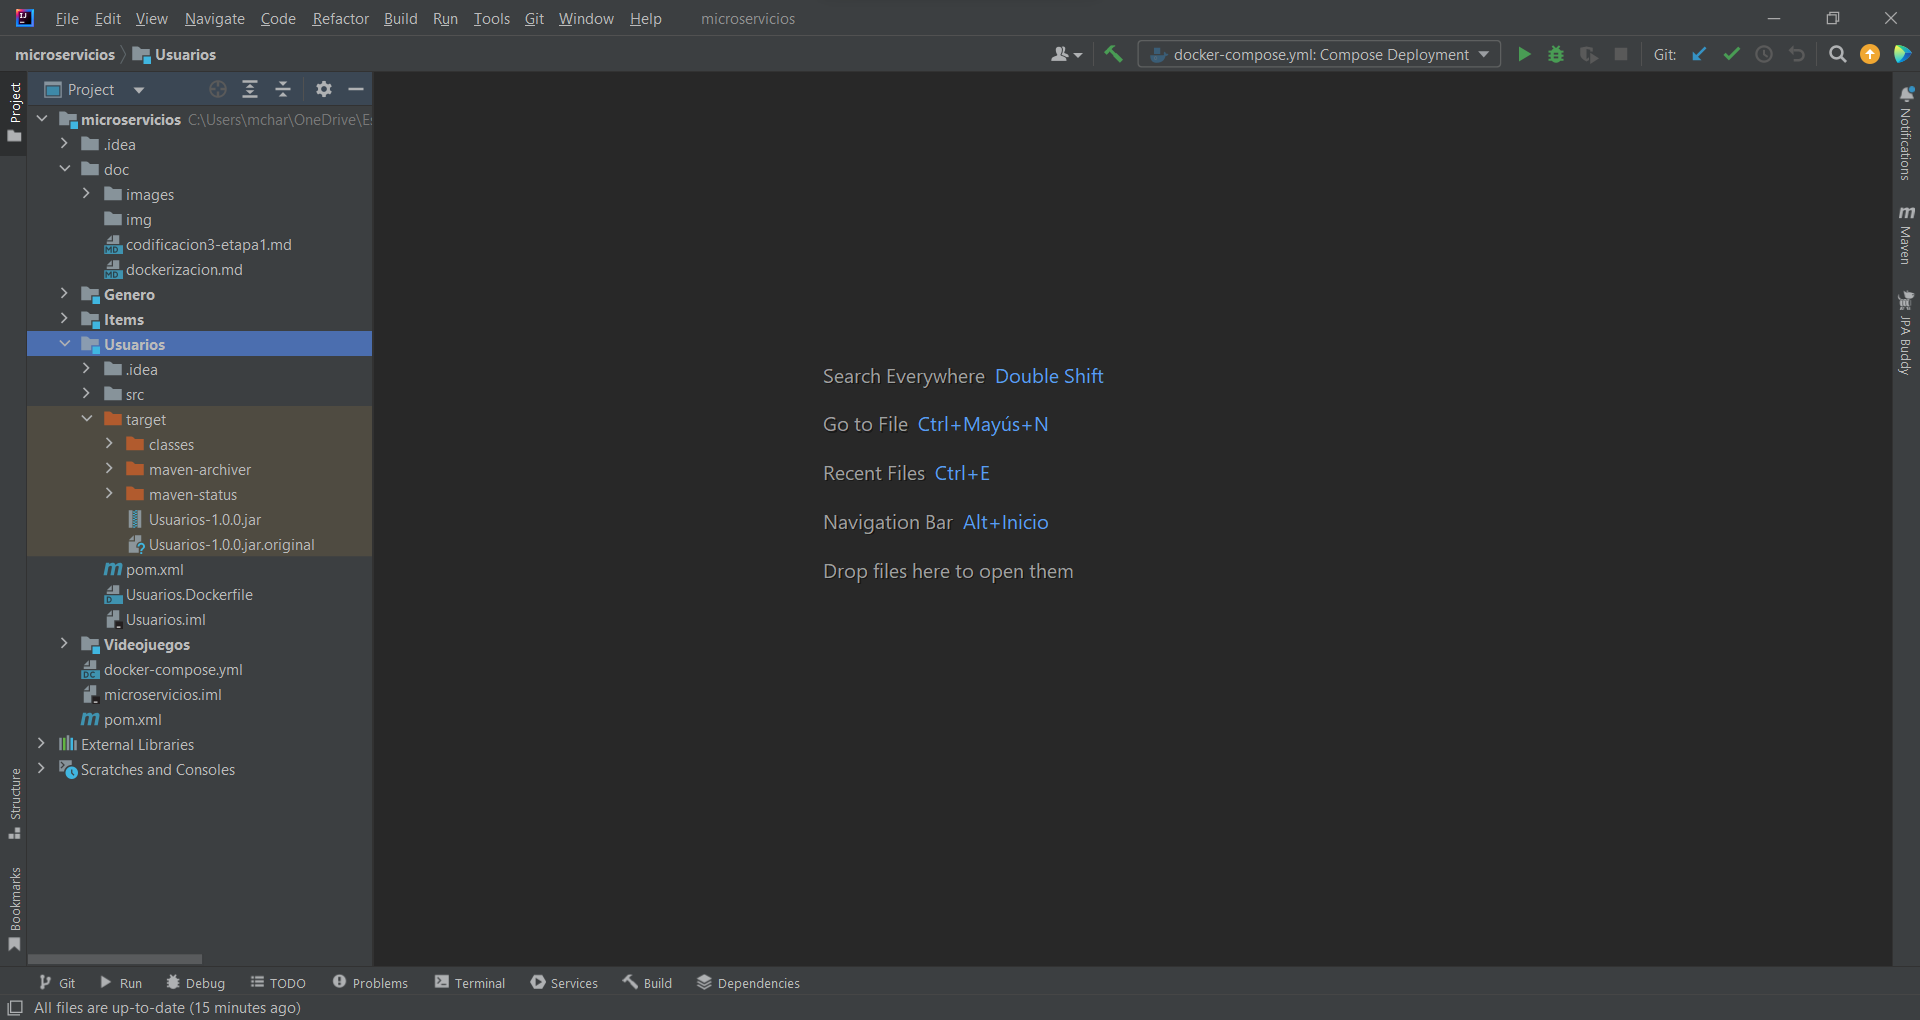 File Edit View Navigate Code Refactor Build Run Tools Git Window Help microservicios
microservicios Usuarios
docker-compose.yml: Compose Deployment
Git:
Project
Project
microservicios C:\Users\mchar\OneDrive\Es
.idea
doc
images
img
codificacion3-etapa1.md
dockerizacion.md
Genero
Items
Usuarios
.idea
src
target
classes
maven-archiver
maven-status
Usuarios-1.0.0.jar
Usuarios-1.0.0.jar.original
pom.xml
Usuarios.Dockerfile
Usuarios.iml
Videojuegos
docker-compose.yml
microservicios.iml
pom.xml
External Libraries
Scratches and Consoles
Structure
Bookmarks
Search Everywhere Double Shift
Go to File Ctrl+Mayús+N
Recent Files Ctrl+E
Navigation Bar Alt+Inicio
Drop files here to open them
Notifications
Maven
JPA Buddy
Git Run Debug TODO Problems Terminal Services Build Dependencies
All files are up-to-date (15 minutes ago)